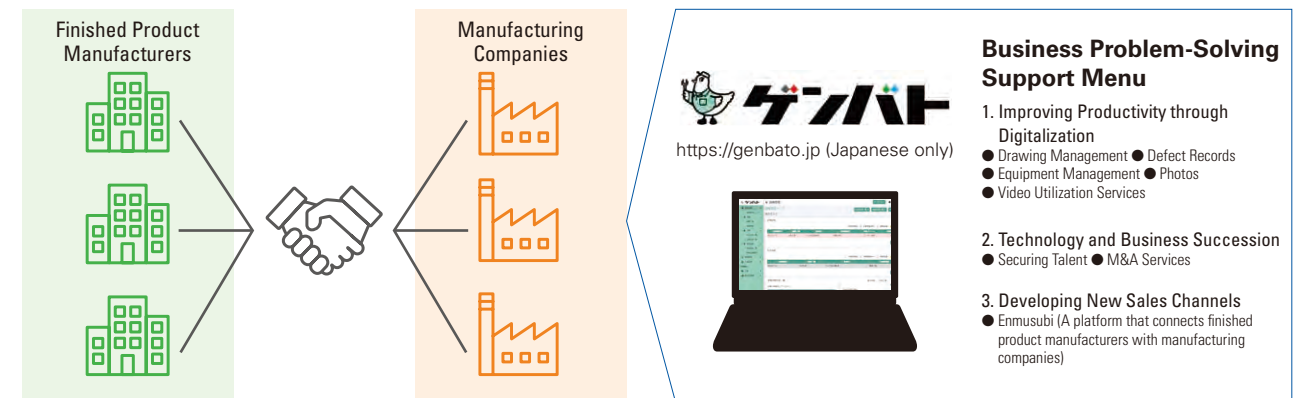 Finished Product
Manufacturers
Manufacturing
Companies
ゲンバト
https://genbato.jp (Japanese only)
Business Problem-Solving
Support Menu
1. Improving Productivity through
Digitalization
● Drawing Management ● Defect Records
● Equipment Management ● Photos
● Video Utilization Services
2. Technology and Business Succession
● Securing Talent ● M&A Services
3. Developing New Sales Channels
● Enmusubi (A platform that connects finished
product manufacturers with manufacturing
companies)